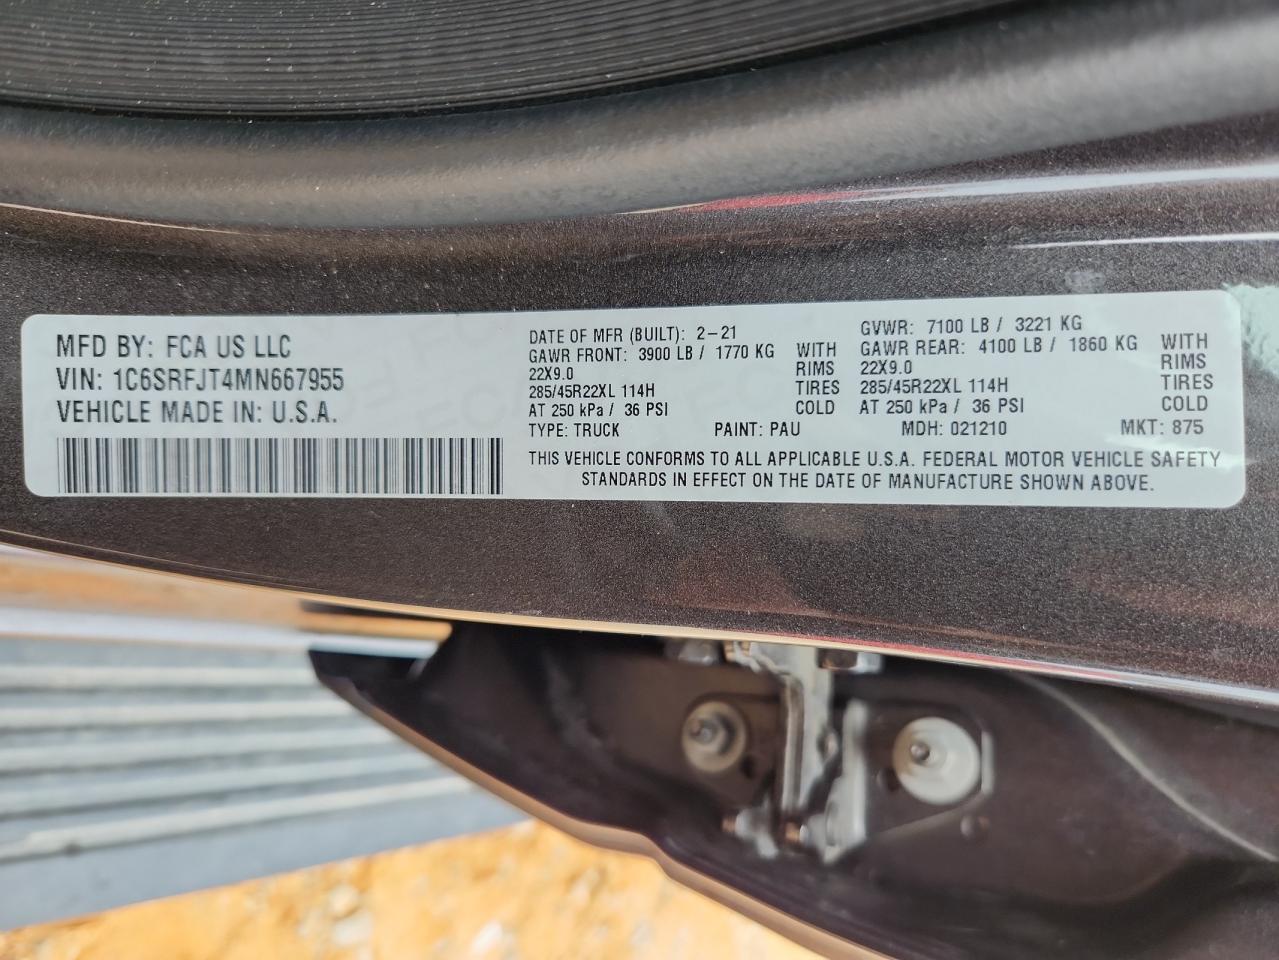 MFD BY: FCA US LLC
VIN: 1C6SRFJT4MN667955
VEHICLE MADE IN: U.S.A.
DATE OF MFR (BUILT): 2-21
GAWR FRONT: 3900 LB / 1770 KG WITH
22X9.0 RIMS
285/45R22XL 114H TIRES
AT 250 kPa / 36 PSI COLD
GVWR: 7100 LB / 3221 KG
GAWR REAR: 4100 LB / 1860 KG WITH
22X9.0 RIMS
285/45R22XL 114H TIRES
AT 250 kPa / 36 PSI COLD
TYPE: TRUCK PAINT: PAU MDH: 021210 MKT: 875
THIS VEHICLE CONFORMS TO ALL APPLICABLE U.S.A. FEDERAL MOTOR VEHICLE SAFETY
STANDARDS IN EFFECT ON THE DATE OF MANUFACTURE SHOWN ABOVE.